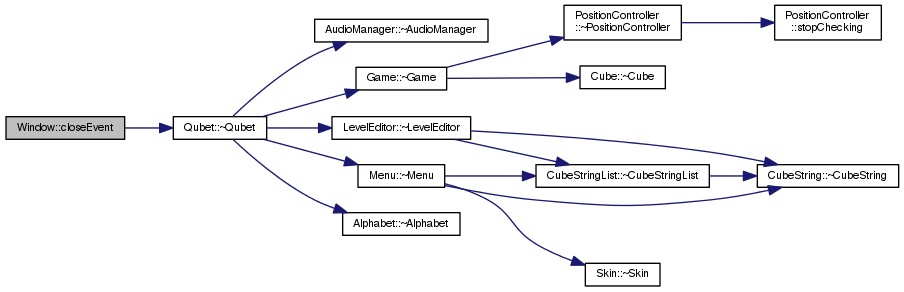 Window::closeEvent
Qubet::~Qubet
AudioManager::~AudioManager
Game::~Game
LevelEditor::~LevelEditor
Menu::~Menu
Alphabet::~Alphabet
PositionController
::~PositionController
Cube::~Cube
CubeStringList::~CubeStringList
Skin::~Skin
PositionController
::stopChecking
CubeString::~CubeString